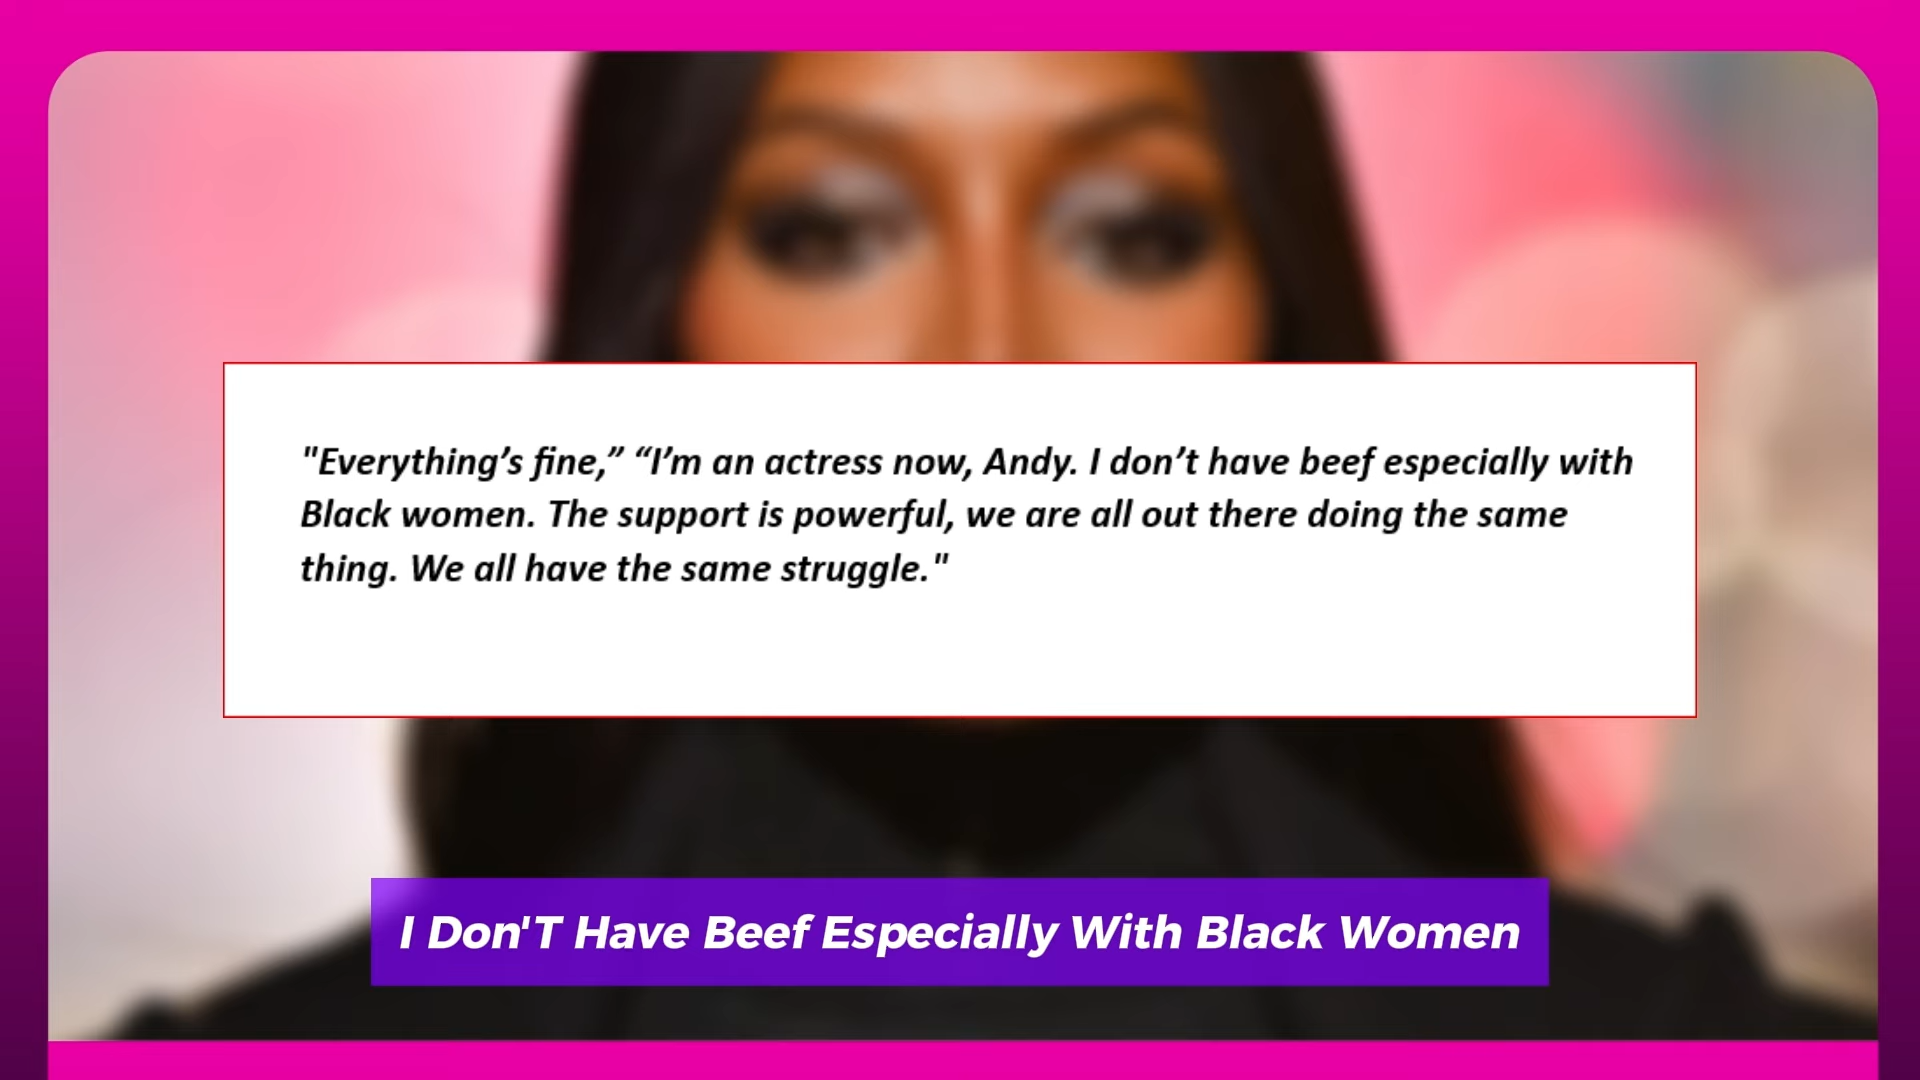 "Everything’s fine,” “I’m an actress now, Andy. I don’t have beef especially with
Black women. The support is powerful, we are all out there doing the same
thing. We all have the same struggle."
I Don'T Have Beef Especially With Black Women